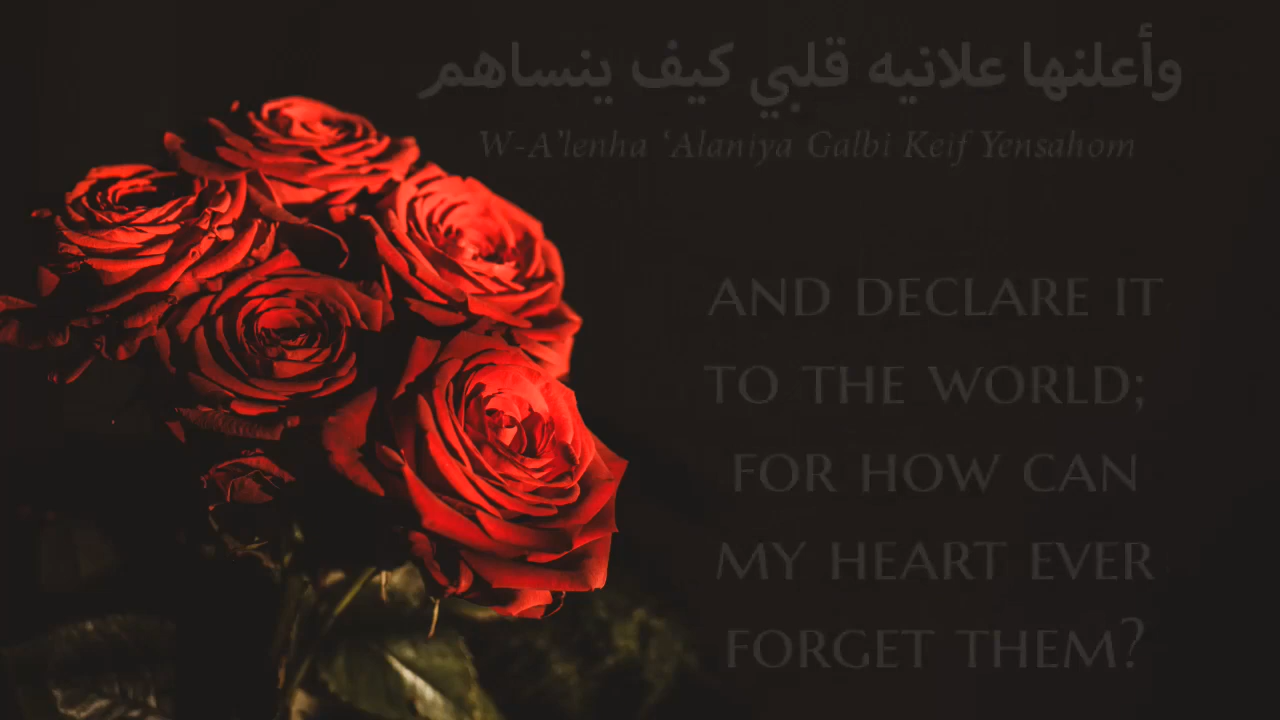 وأعلنها علانيه قلبي كيف ينساهم
W-A'lenha ‘Alaniya Galbi Keif Yensahom
AND DECLARE IT
TO THE WORLD;
FOR HOW CAN
MY HEART EVER
FORGET THEM?